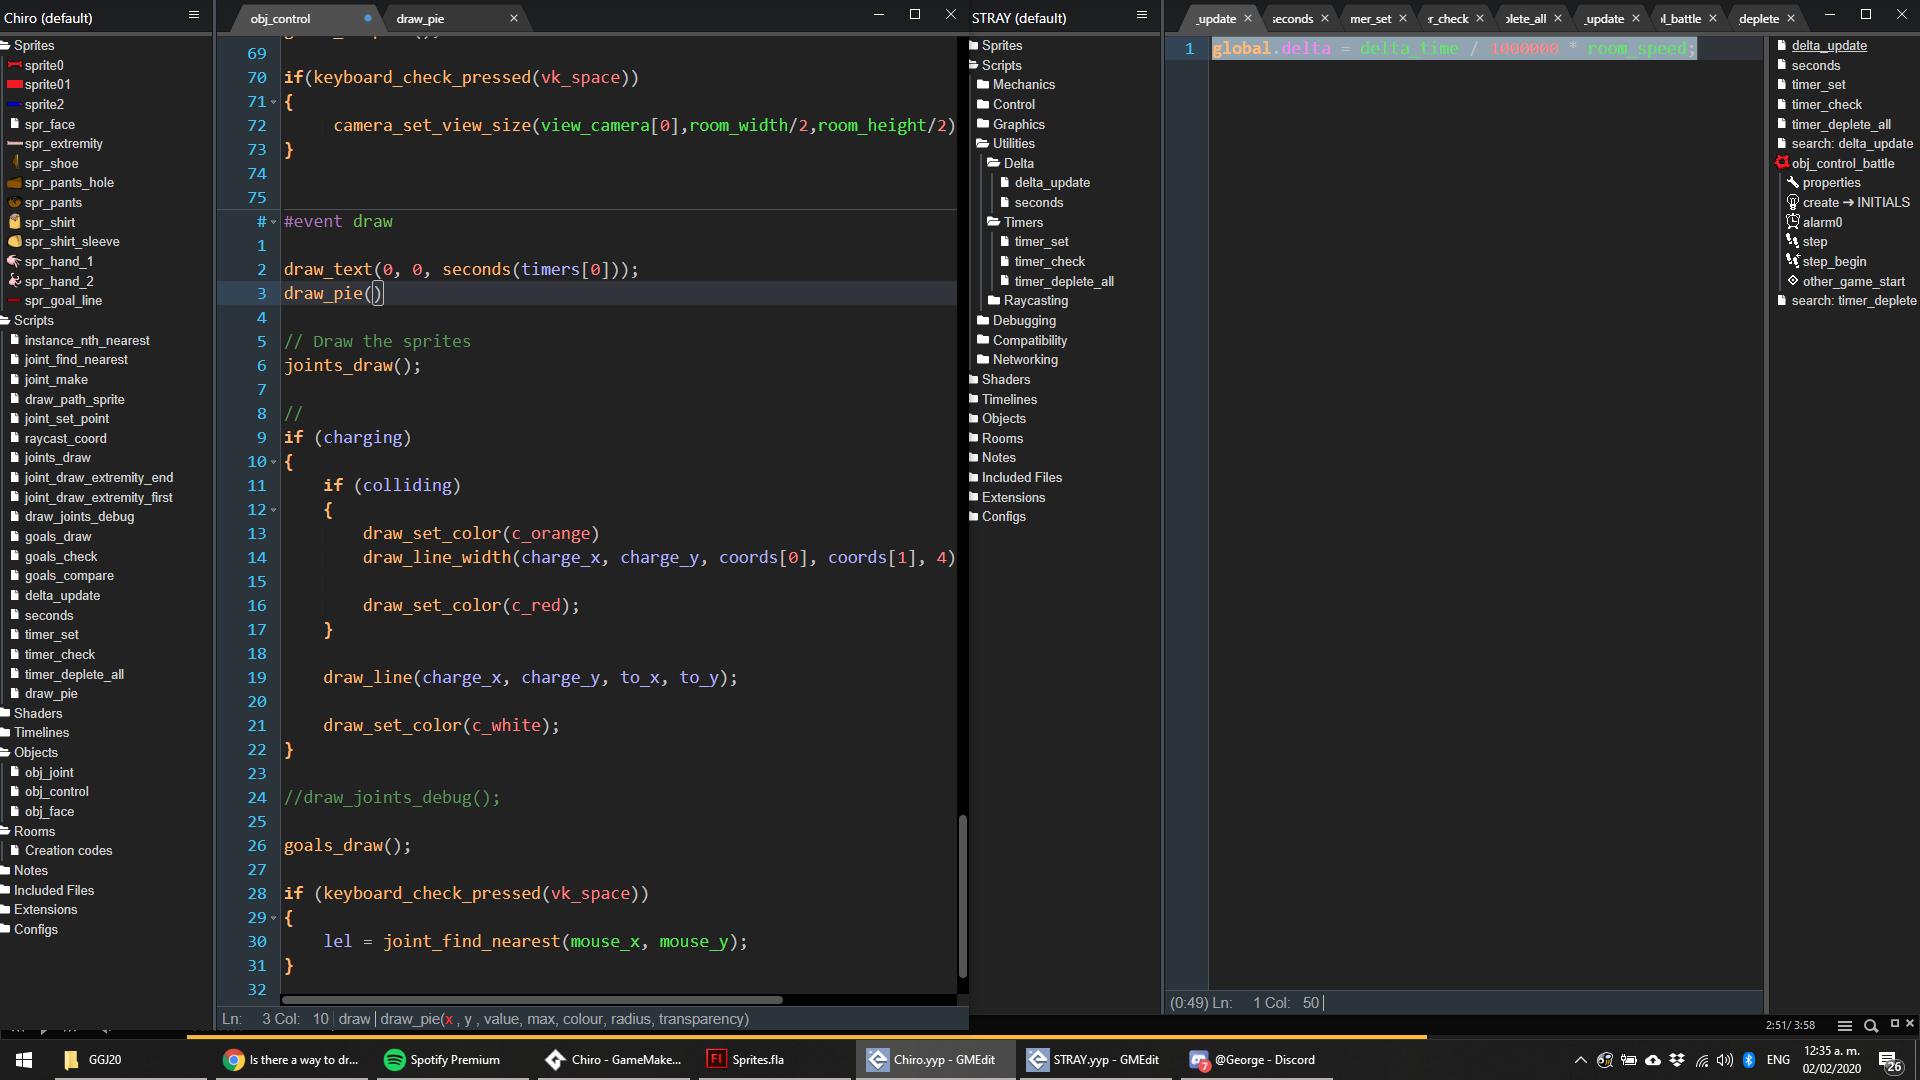 Chiro (default)
Sprites
sprite0
sprite01
sprite2
spr_face
spr_extremity
spr_shoe
spr_pants_hole
spr_pants
spr_shirt
spr_shirt_sleeve
spr_hand_1
spr_hand_2
spr_goal_line
Scripts
instance_nth_nearest
joint_find_nearest
joint_make
draw_path_sprite
joint_set_point
raycast_coord
joints_draw
joint_draw_extremity_end
joint_draw_extremity_first
draw_joints_debug
goals_draw
goals_check
goals_compare
delta_update
seconds
timer_set
timer_check
timer_deplete_all
draw_pie
Shaders
Timelines
Objects
obj_joint
obj_control
obj_face
Rooms
Creation codes
Notes
Included Files
Extensions
Configs
obj_control
draw_pie
69
70 if(keyboard_check_pressed(vk_space))
71 {
72 camera_set_view_size(view_camera[0],room_width/2,room_height/2)
73 }
74
75
# #event draw
1
2 draw_text(0, 0, seconds(timers[0]));
3 draw_pie()
4
5 // Draw the sprites
6 joints_draw();
7
8 //
9 if (charging)
10 {
11 if (colliding)
12 {
13 draw_set_color(c_orange)
14 draw_line_width(charge_x, charge_y, coords[0], coords[1], 4)
15
16 draw_set_color(c_red);
17 }
18
19 draw_line(charge_x, charge_y, to_x, to_y);
20
21 draw_set_color(c_white);
22 }
23
24 //draw_joints_debug();
25
26 goals_draw();
27
28 if (keyboard_check_pressed(vk_space))
29 {
30 lel = joint_find_nearest(mouse_x, mouse_y);
31 }
32
Ln: 3 Col: 10 draw draw_pie(x , y , value, max, colour, radius, transparency)
STRAY (default)
Sprites
Scripts
Mechanics
Control
Graphics
Utilities
Delta
delta_update
seconds
Timers
timer_set
timer_check
timer_deplete_all
Raycasting
Debugging
Compatibility
Networking
Shaders
Timelines
Objects
Rooms
Notes
Included Files
Extensions
Configs
_update
seconds
mer_set
r_check
plete_all
_update
l_battle
deplete
1 global.delta = delta_time / 1000000 * room_speed;
(0:49) Ln: 1 Col: 50
delta_update
seconds
timer_set
timer_check
timer_deplete_all
search: delta_update
obj_control_battle
properties
create → INITIALS
alarm0
step
step_begin
other_game_start
search: timer_deplete
2:51/ 3:58
GGJ20
Is there a way to dr...
Spotify Premium
Chiro - GameMake...
Fl
Sprites.fla
Chiro.yyp - GMEdit
STRAY.yyp - GMEdit
7
@George - Discord
ENG
12:35 a. m.
02/02/2020
26